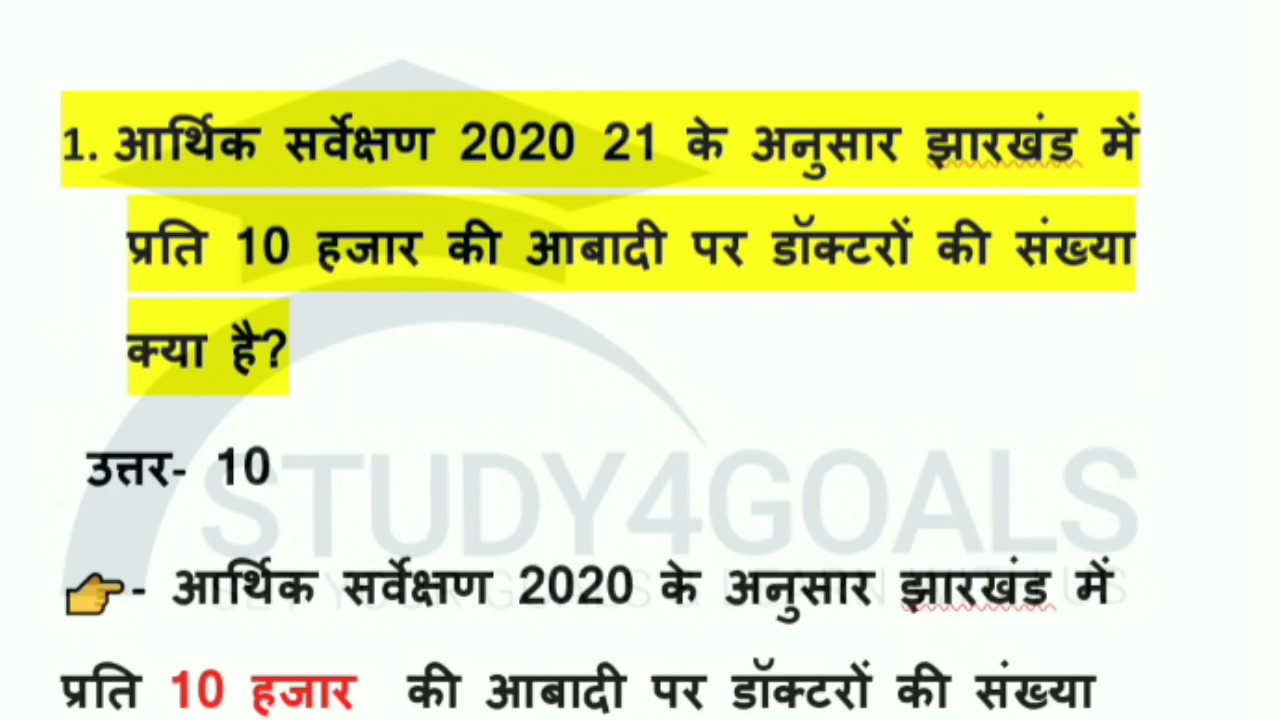 1. आर्थिक सर्वेक्षण 2020 21 के अनुसार झारखंड में
प्रति 10 हजार की आबादी पर डॉक्टरों की संख्या
क्या है?
उत्तर- 10
STUDY4GOALS
👉- आर्थिक सर्वेक्षण 2020 के अनुसार झारखंड में
प्रति 10 हजार की आबादी पर डॉक्टरों की संख्या